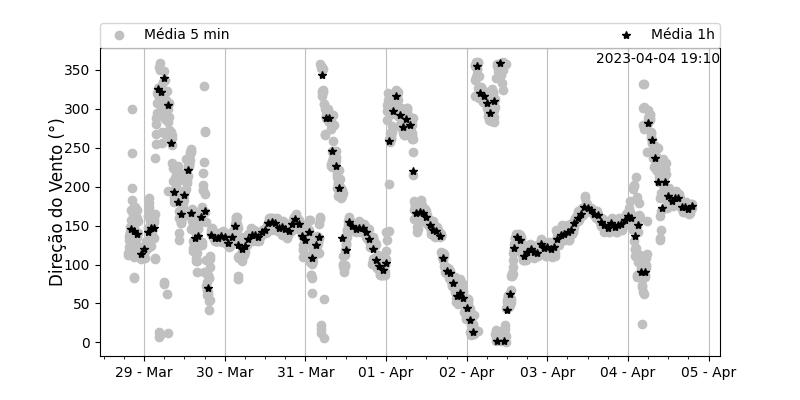 Média 5 min
Média 1h
2023-04-04 19:10
Direção do Vento (°)
350
300
250
200
150
100
50
0
29 - Mar
30 - Mar
31 - Mar
01 - Apr
02 - Apr
03 - Apr
04 - Apr
05 - Apr